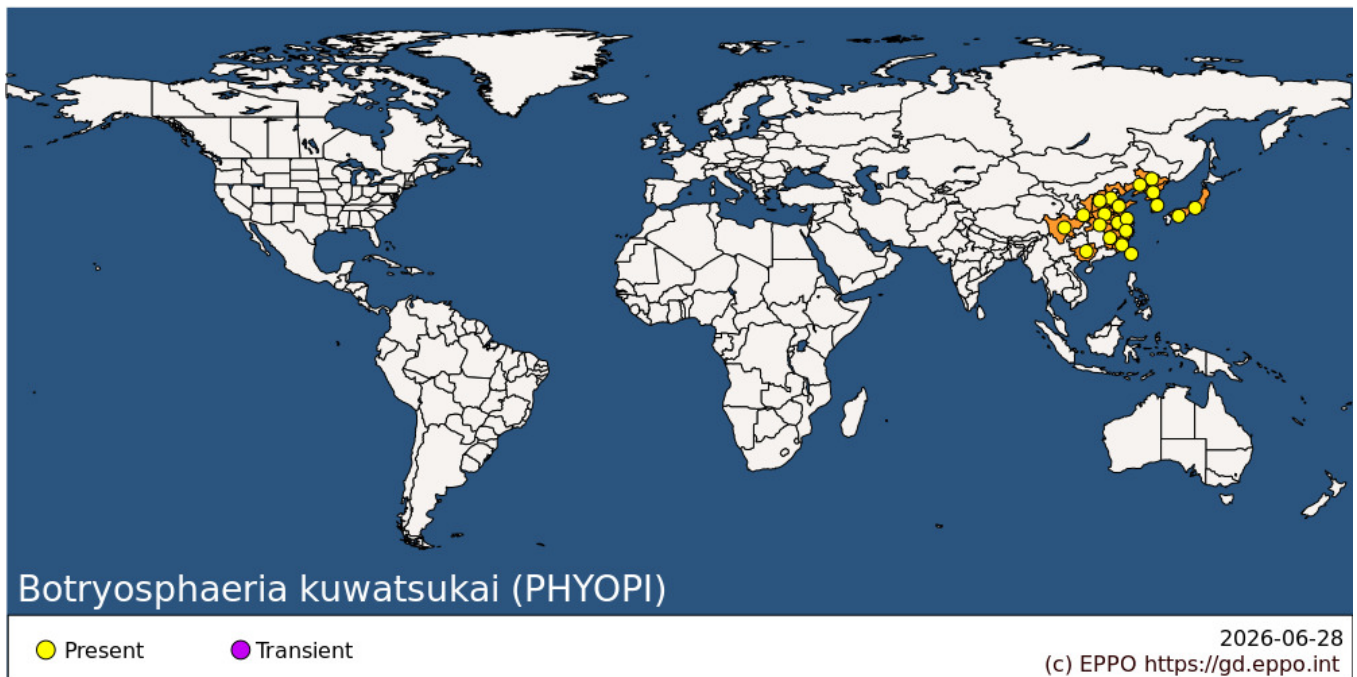 Botryosphaeria kuwatsukai (PHYOPI)
Present
Transient
2026-06-28
(c) EPPO https://gd.eppo.int